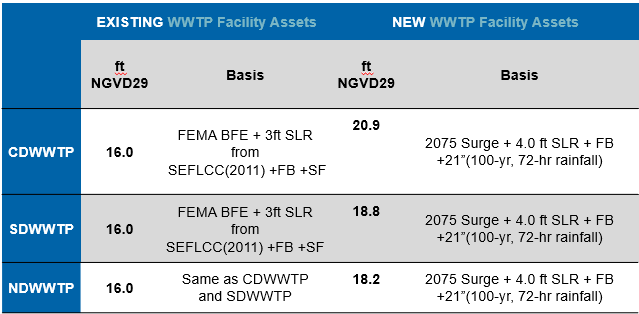 EXISTING WWTP Facility Assets
NEW WWTP Facility Assets
ft
NGVD29
Basis
ft
NGVD29
Basis
CDWWTP
16.0
FEMA BFE + 3ft SLR
from
SEFLCC(2011) +FB +SF
20.9
2075 Surge + 4.0 ft SLR + FB
+21”(100-yr, 72-hr rainfall)
SDWWTP
16.0
FEMA BFE + 3ft SLR
from
SEFLCC(2011) +FB +SF
18.8
2075 Surge + 4.0 ft SLR + FB
+21”(100-yr, 72-hr rainfall)
NDWWTP
16.0
Same as CDWWTP
and SDWWTP
18.2
2075 Surge + 4.0 ft SLR + FB
+21”(100-yr, 72-hr rainfall)